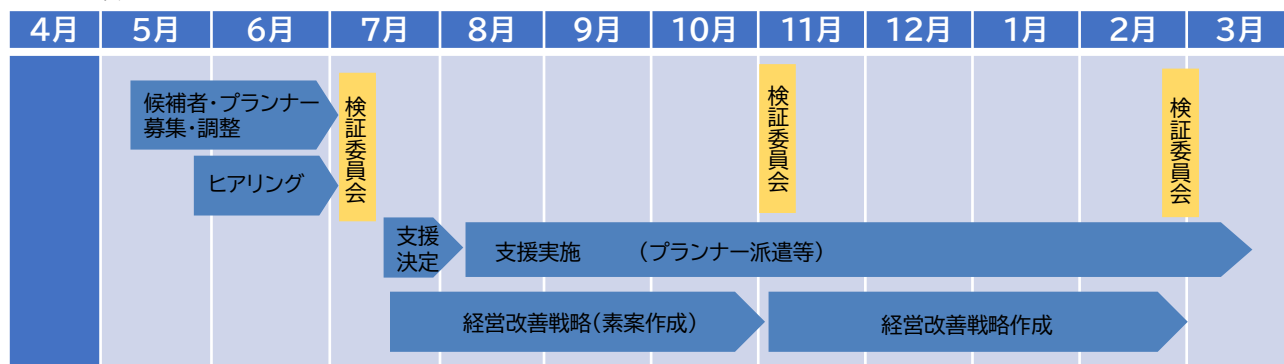 4月 5月 6月 7月 8月 9月 10月 11月 12月 1月 2月 3月
候補者・プランナー
募集・調整
検証委員会
検証委員会
検証委員会
ヒアリング
支援
決定
支援実施　　(プランナー派遣等)
経営改善戦略(素案作成)
経営改善戦略作成